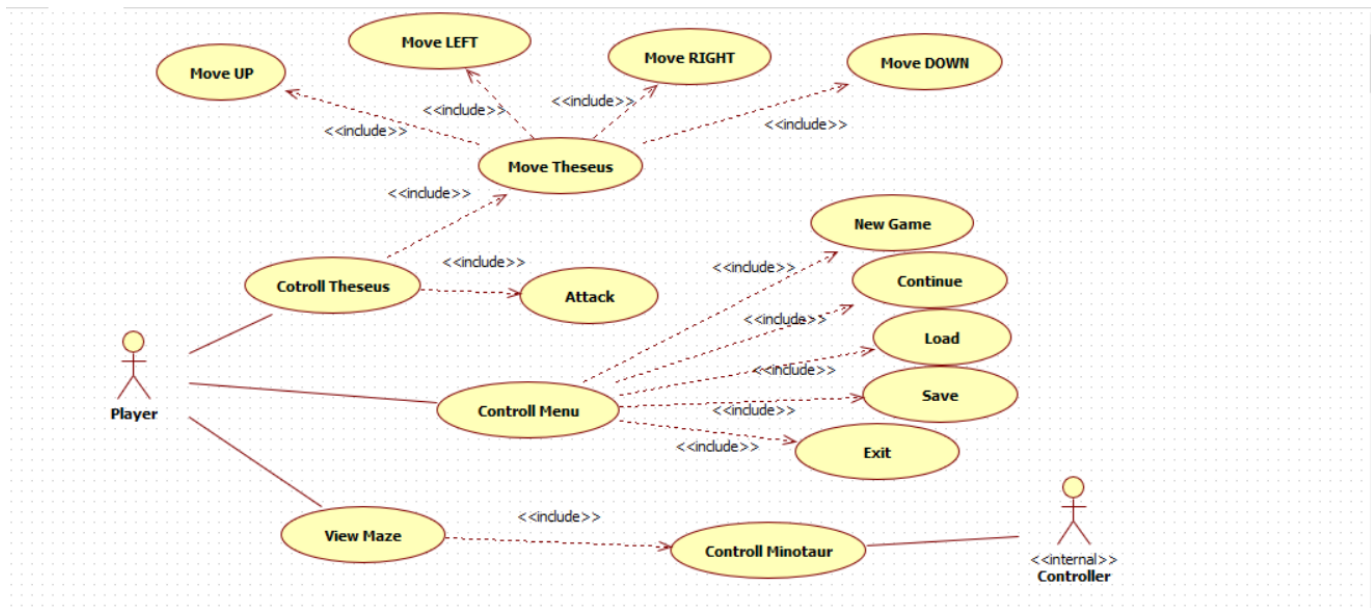 Move LEFT
Move RIGHT
Move UP
Move DOWN
<<include>>
<<include>>
<<include>>
<<include>>
Move Theseus
<<include>>
New Game
<<include>>
<<include>>
Cotroll Theseus
Continue
Attack
<<include>>
Load
<<include>>
Save
Controll Menu
<<include>>
Player
<<include>>
Exit
<<include>>
View Maze
Controll Minotaur
<<internal>>
Controller